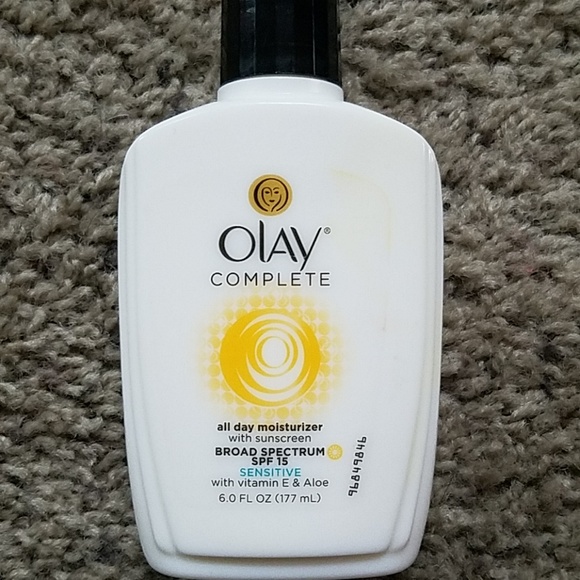 OLAY®
COMPLETE
all day moisturizer
with sunscreen
BROAD SPECTRUM
SPF 15
SENSITIVE
with vitamin E & Aloe
6.0 FL OZ (177 mL)
96849846